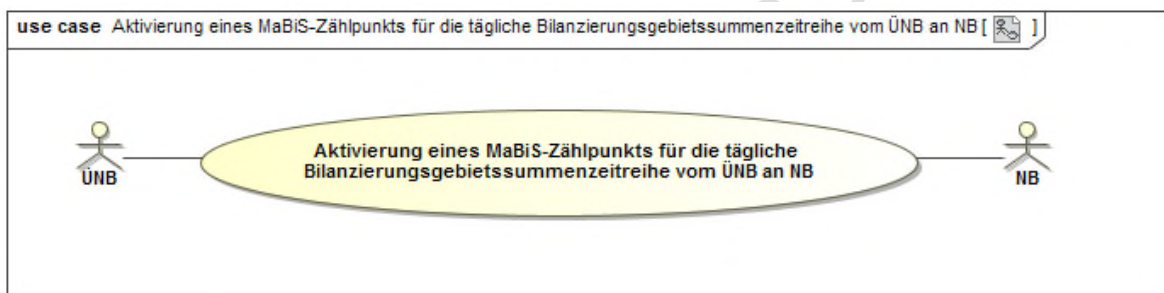 use case Aktivierung eines MaBiS-Zählpunkts für die tägliche Bilanzierungsgebietssummenzeitreihe vom ÜNB an NB [ ]
Aktivierung eines MaBiS-Zählpunkts für die tägliche
Bilanzierungsgebietssummenzeitreihe vom ÜNB an NB
ÜNB
NB